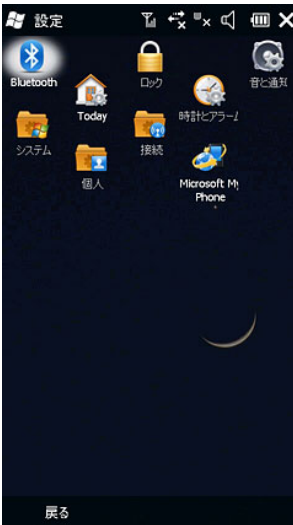 設定
Bluetooth
Today
ロック
時計とアラーム
音と通知
システム
個人
接続
Microsoft My
Phone
戻る